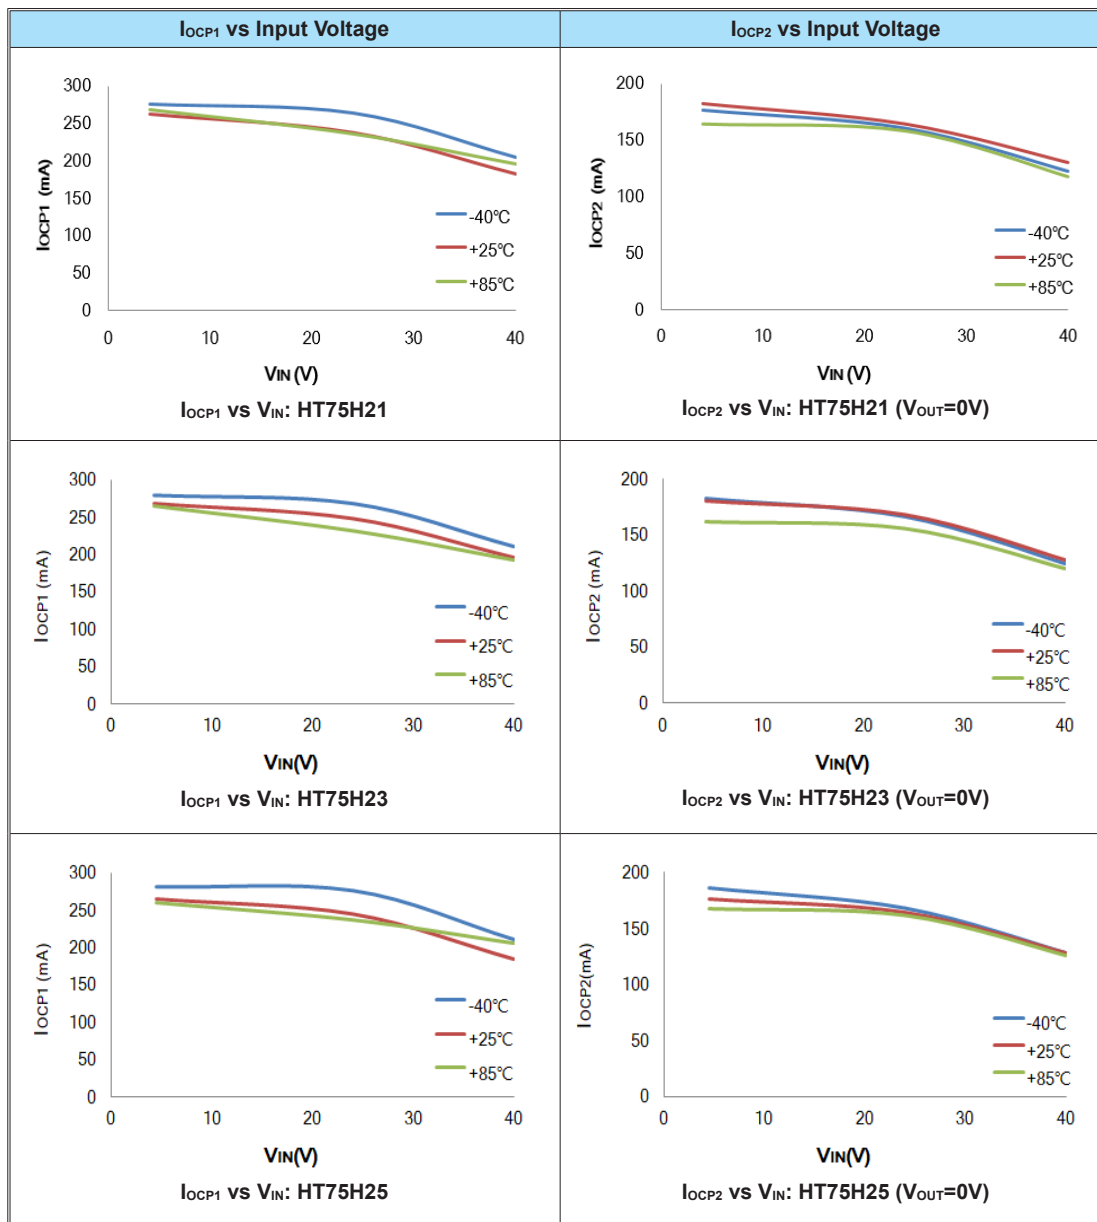 IOCP1 vs Input Voltage
IOCP2 vs Input Voltage
300
250
200
150
100
50
0
0 10 20 30 40
IOCP1 (mA)
-40℃
+25℃
+85℃
VIN (V)
IOCP1 vs VIN: HT75H21
200
150
100
50
0
0 10 20 30 40
IOCP2 (mA)
-40℃
+25℃
+85℃
VIN (V)
IOCP2 vs VIN: HT75H21 (VOUT=0V)
300
250
200
150
100
50
0
0 10 20 30 40
IOCP1 (mA)
-40℃
+25℃
+85℃
VIN(V)
IOCP1 vs VIN: HT75H23
200
150
100
50
0
0 10 20 30 40
IOCP2 (mA)
-40℃
+25℃
+85℃
VIN(V)
IOCP2 vs VIN: HT75H23 (VOUT=0V)
300
250
200
150
100
50
0
0 10 20 30 40
IOCP1 (mA)
-40℃
+25℃
+85℃
VIN(V)
IOCP1 vs VIN: HT75H25
200
150
100
50
0
0 10 20 30 40
IOCP2(mA)
-40℃
+25℃
+85℃
VIN(V)
IOCP2 vs VIN: HT75H25 (VOUT=0V)